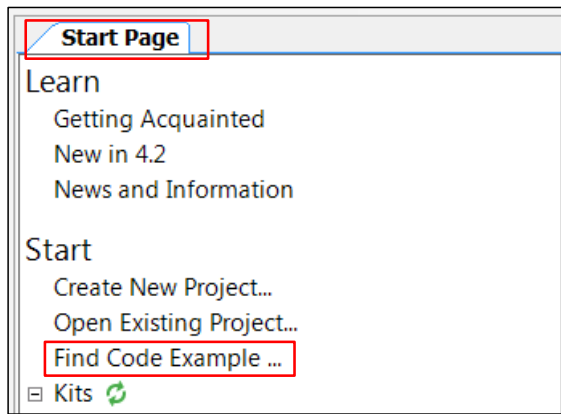 Start Page
Learn
Getting Acquainted
New in 4.2
News and Information
Start
Create New Project...
Open Existing Project...
Find Code Example ...
Kits